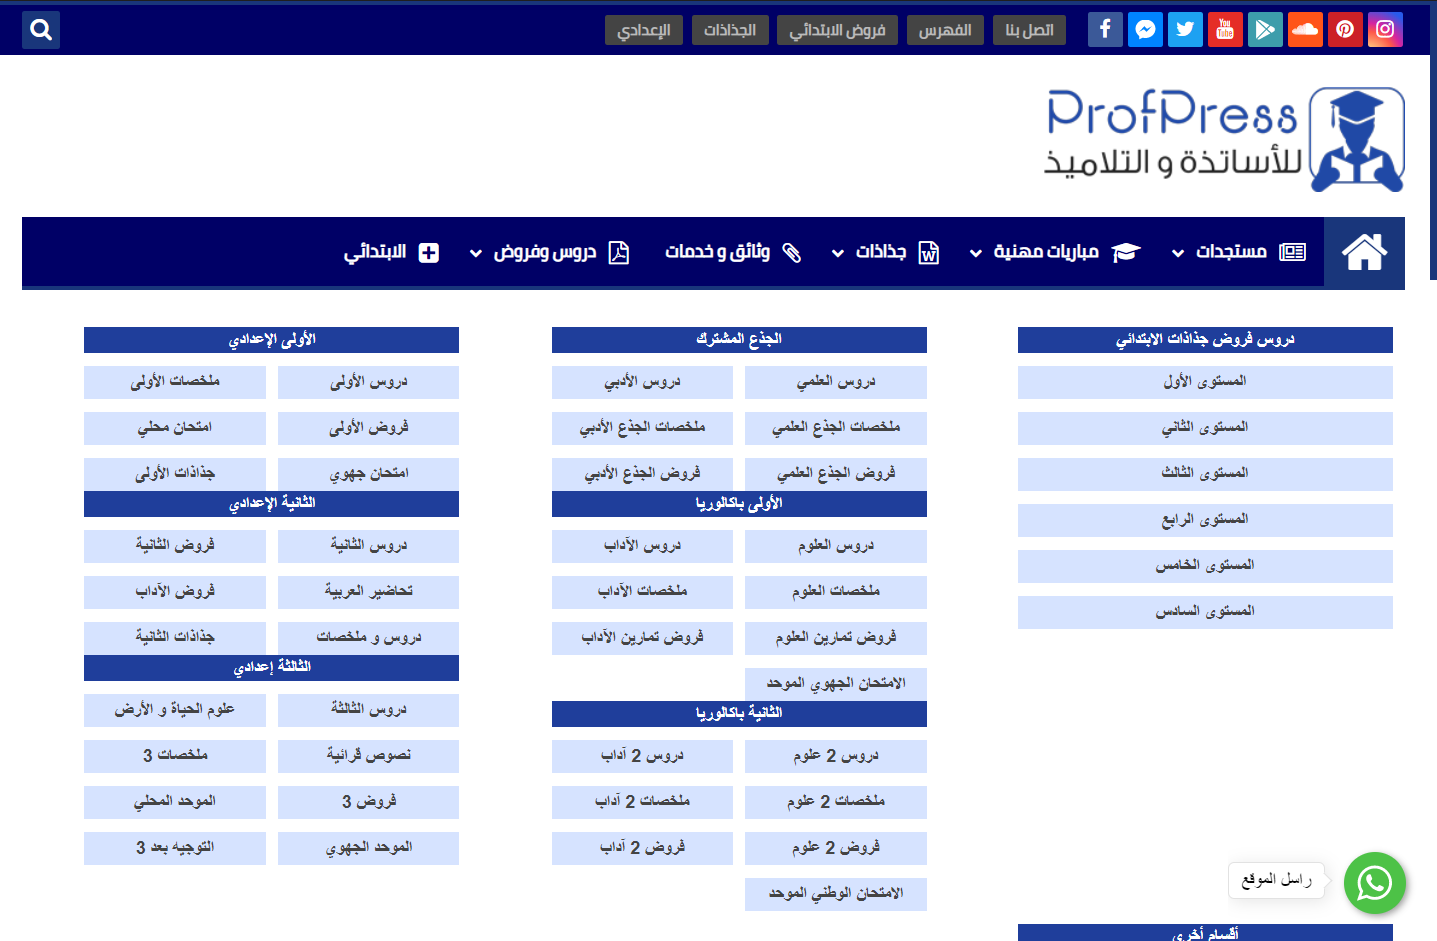 اتصل بنا
الفهرس
فروض الابتدائي
الجذاذات
الإعدادي
You Tube
ProfPress
للأساتذة و التلاميذ
مستجدات
مباريات مهنية
جذاذات
وثائق و خدمات
دروس وفروض
الابتدائي
دروس فروض جذاذات الابتدائي
المستوى الأول
المستوى الثاني
المستوى الثالث
المستوى الرابع
المستوى الخامس
المستوى السادس
الجذع المشترك
دروس العلمي
دروس الأدبي
ملخصات الجذع العلمي
ملخصات الجذع الأدبي
فروض الجذع العلمي
فروض الجذع الأدبي
الأولى باكالوريا
دروس العلوم
دروس الآداب
ملخصات العلوم
ملخصات الآداب
فروض تمارين العلوم
فروض تمارين الآداب
الامتحان الجهوي الموحد
الثانية باكالوريا
دروس 2 علوم
دروس 2 آداب
ملخصات 2 علوم
ملخصات 2 آداب
فروض 2 علوم
فروض 2 آداب
الامتحان الوطني الموحد
الأولى الإعدادي
دروس الأولى
ملخصات الأولى
فروض الأولى
امتحان محلي
امتحان جهوي
جذاذات الأولى
الثانية الإعدادي
دروس الثانية
فروض الثانية
تحاضير العربية
فروض الآداب
دروس و ملخصات
جذاذات الثانية
الثالثة إعدادي
دروس الثالثة
علوم الحياة و الأرض
نصوص قرائية
ملخصات 3
فروض 3
الموحد المحلي
الموحد الجهوي
التوجيه بعد 3
راسل الموقع
أقسام أخرى